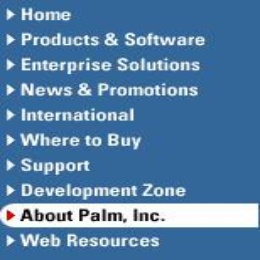 Home
Products & Software
Enterprise Solutions
News & Promotions
International
Where to Buy
Support
Development Zone
About Palm, Inc.
Web Resources